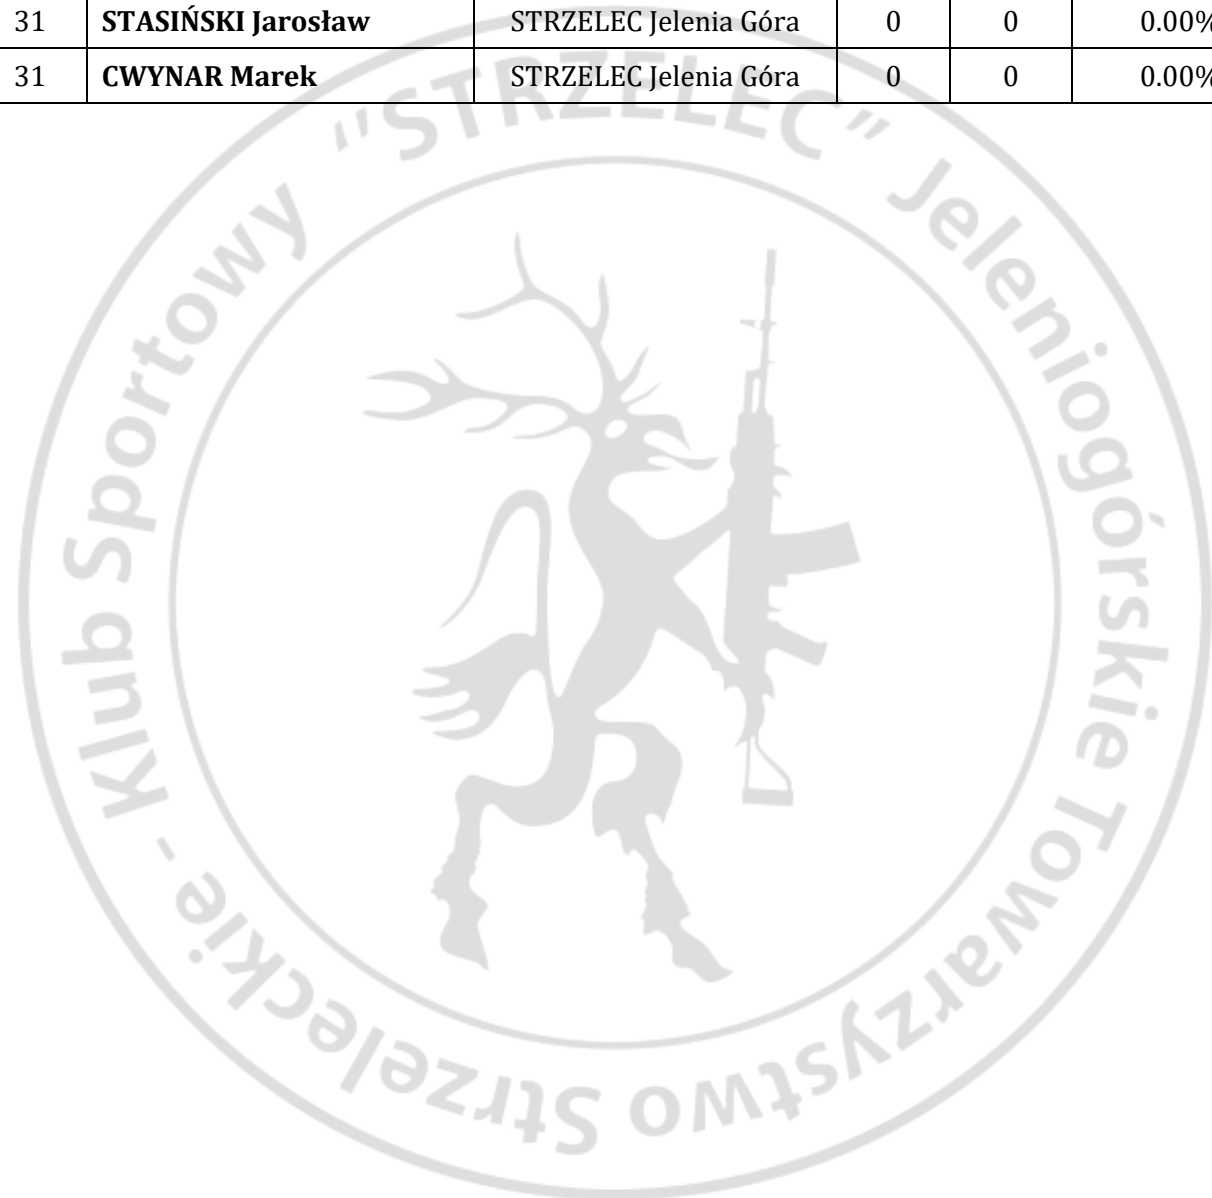 31 STASIŃSKI Jarosław STRZELEC Jelenia Góra 0 0 0.00%
31 CWYNAR Marek STRZELEC Jelenia Góra 0 0 0.00%
Jeleniogórskie Towarzystwo Strzeleckie - Klub Sportowy "STRZELEC"